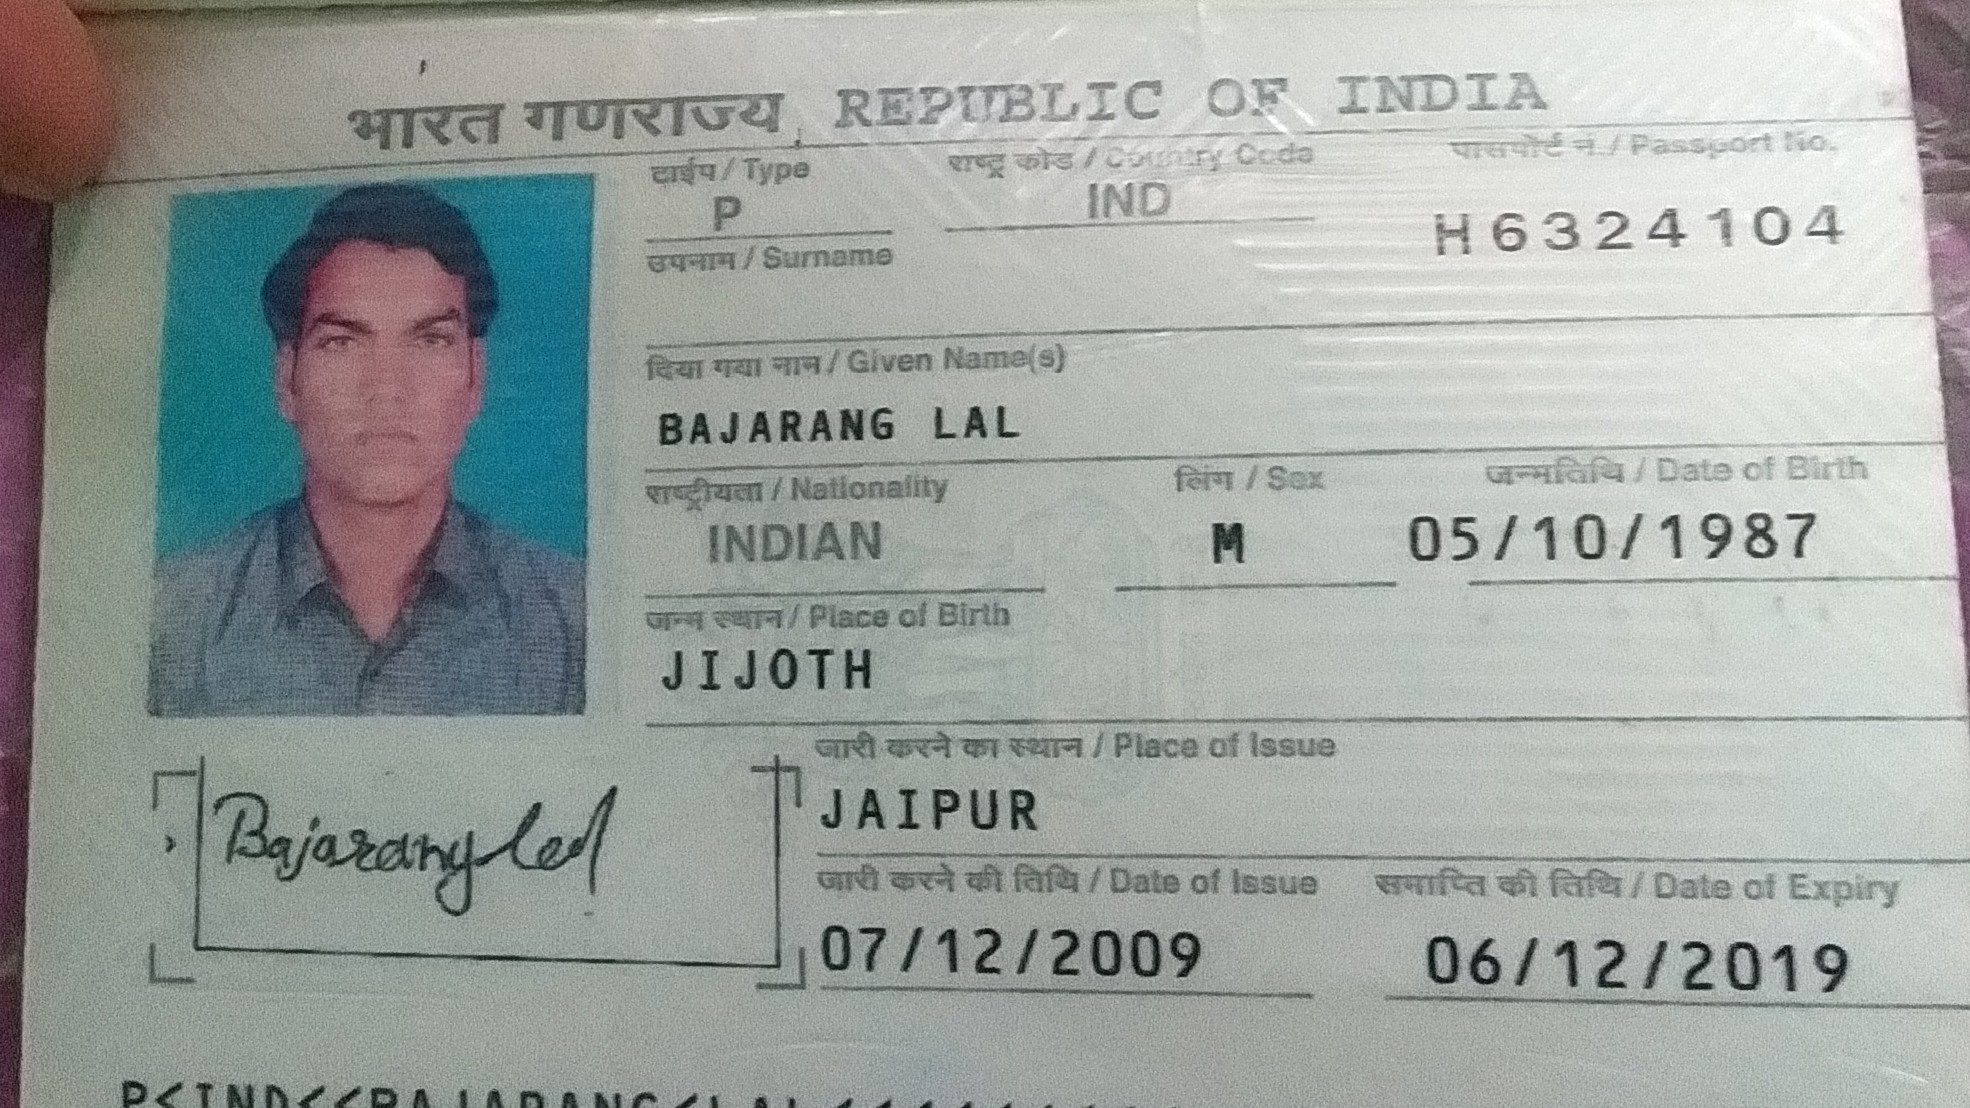 भारत गणराज्य REPUBLIC OF INDIA
टाईप / Type
राष्ट्र कोड / Country Code
पासपोर्ट नं. / Passport No.
P
IND
H6324104
उपनाम / Surname
दिया गया नाम / Given Name(s)
BAJARANG LAL
राष्ट्रीयता / Nationality
लिंग / Sex
जन्मतिथि / Date of Birth
INDIAN
M
05/10/1987
जन्म स्थान / Place of Birth
JIJOTH
जारी करने का स्थान / Place of Issue
JAIPUR
Bajarang Lal
जारी करने की तिथि / Date of Issue
समाप्ति की तिथि / Date of Expiry
07/12/2009
06/12/2019
P<IND<<BAJARANG<LAL<<<<<<<<<